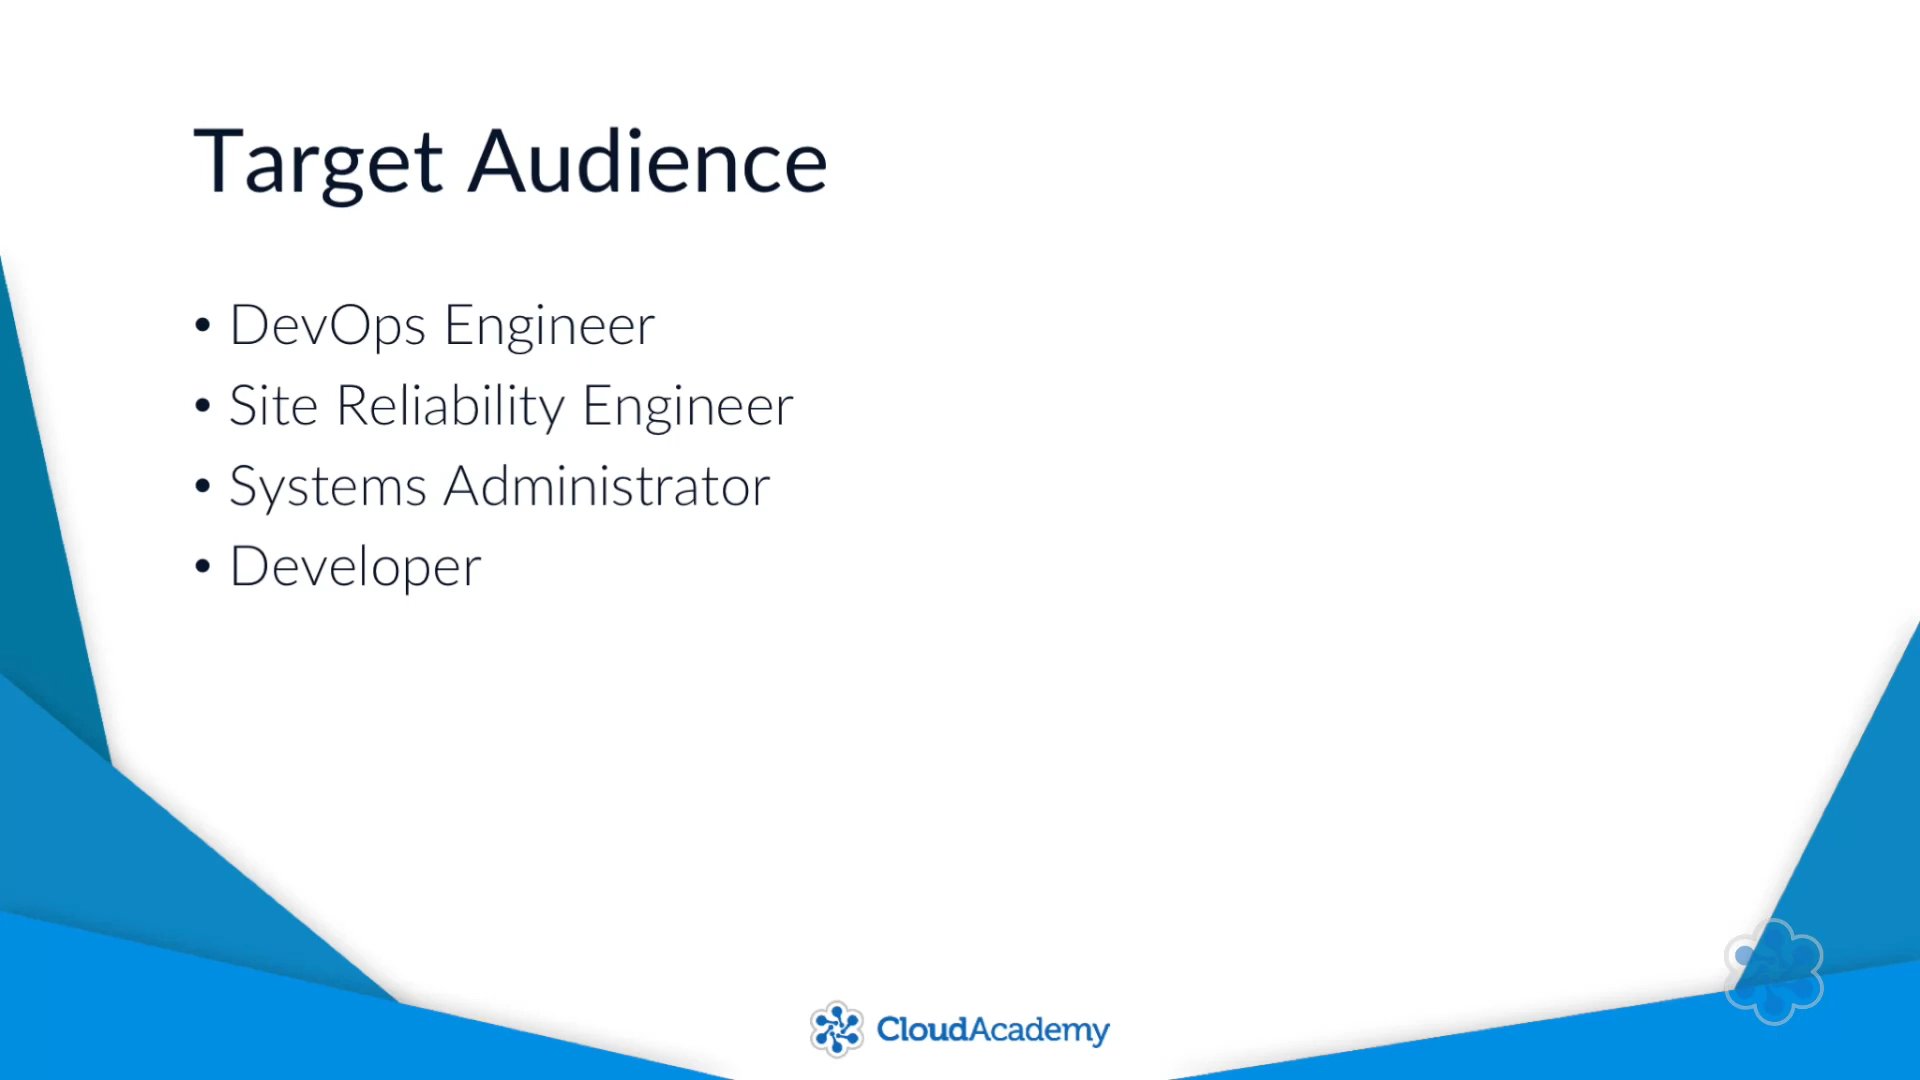 Target Audience
• DevOps Engineer
• Site Reliability Engineer
• Systems Administrator
• Developer
CloudAcademy